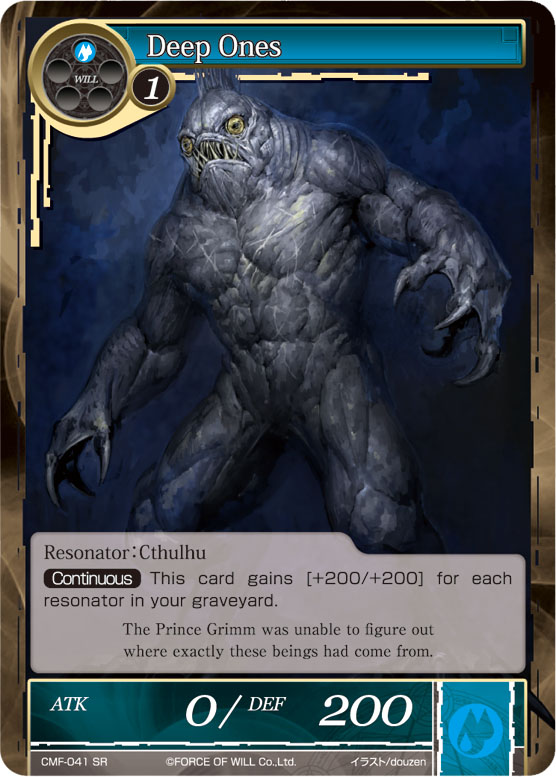 Deep Ones
WILL
1
Resonator:Cthulhu
Continuous This card gains [+200/+200] for each
resonator in your graveyard.
The Prince Grimm was unable to figure out
where exactly these beings had come from.
ATK 0/ DEF 200
CMF-041 SR ©FORCE OF WILL Co.,Ltd. イラスト/douzen